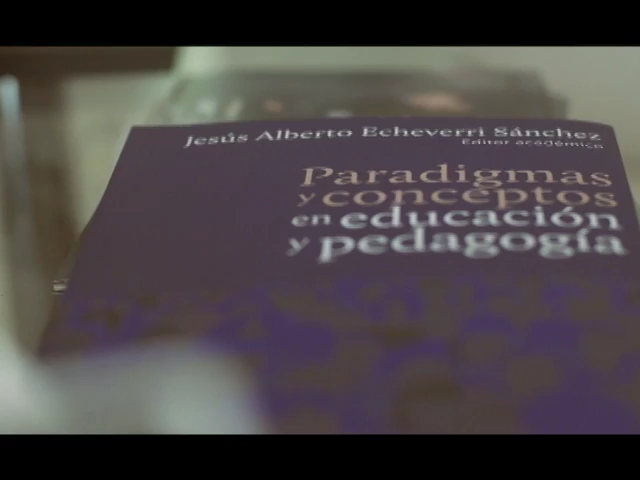 Jesús Alberto Echeverri Sánchez
Editor académico
Paradigmas
y conceptos
en educación
y pedagogía